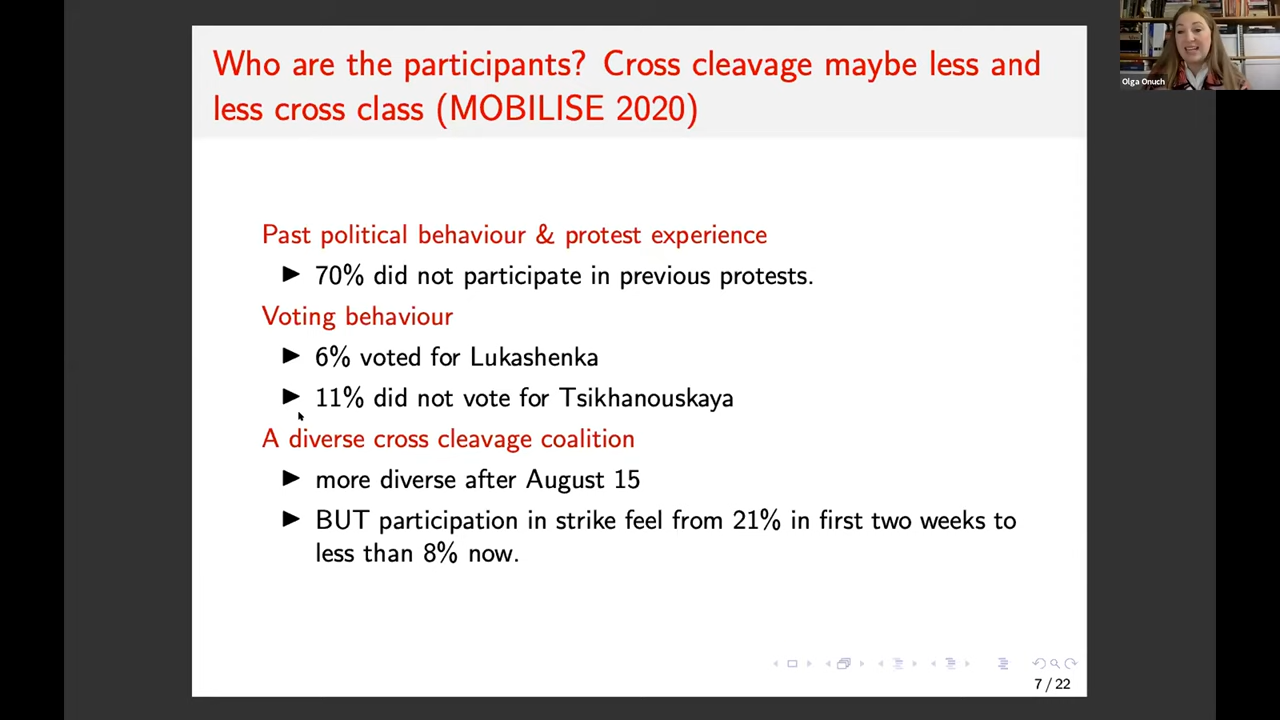 Who are the participants? Cross cleavage maybe less and
less cross class (MOBILISE 2020)
Olga Onuch
Past political behaviour & protest experience
70% did not participate in previous protests.
Voting behaviour
6% voted for Lukashenka
11% did not vote for Tsikhanouskaya
A diverse cross cleavage coalition
more diverse after August 15
BUT participation in strike feel from 21% in first two weeks to
less than 8% now.
7 / 22